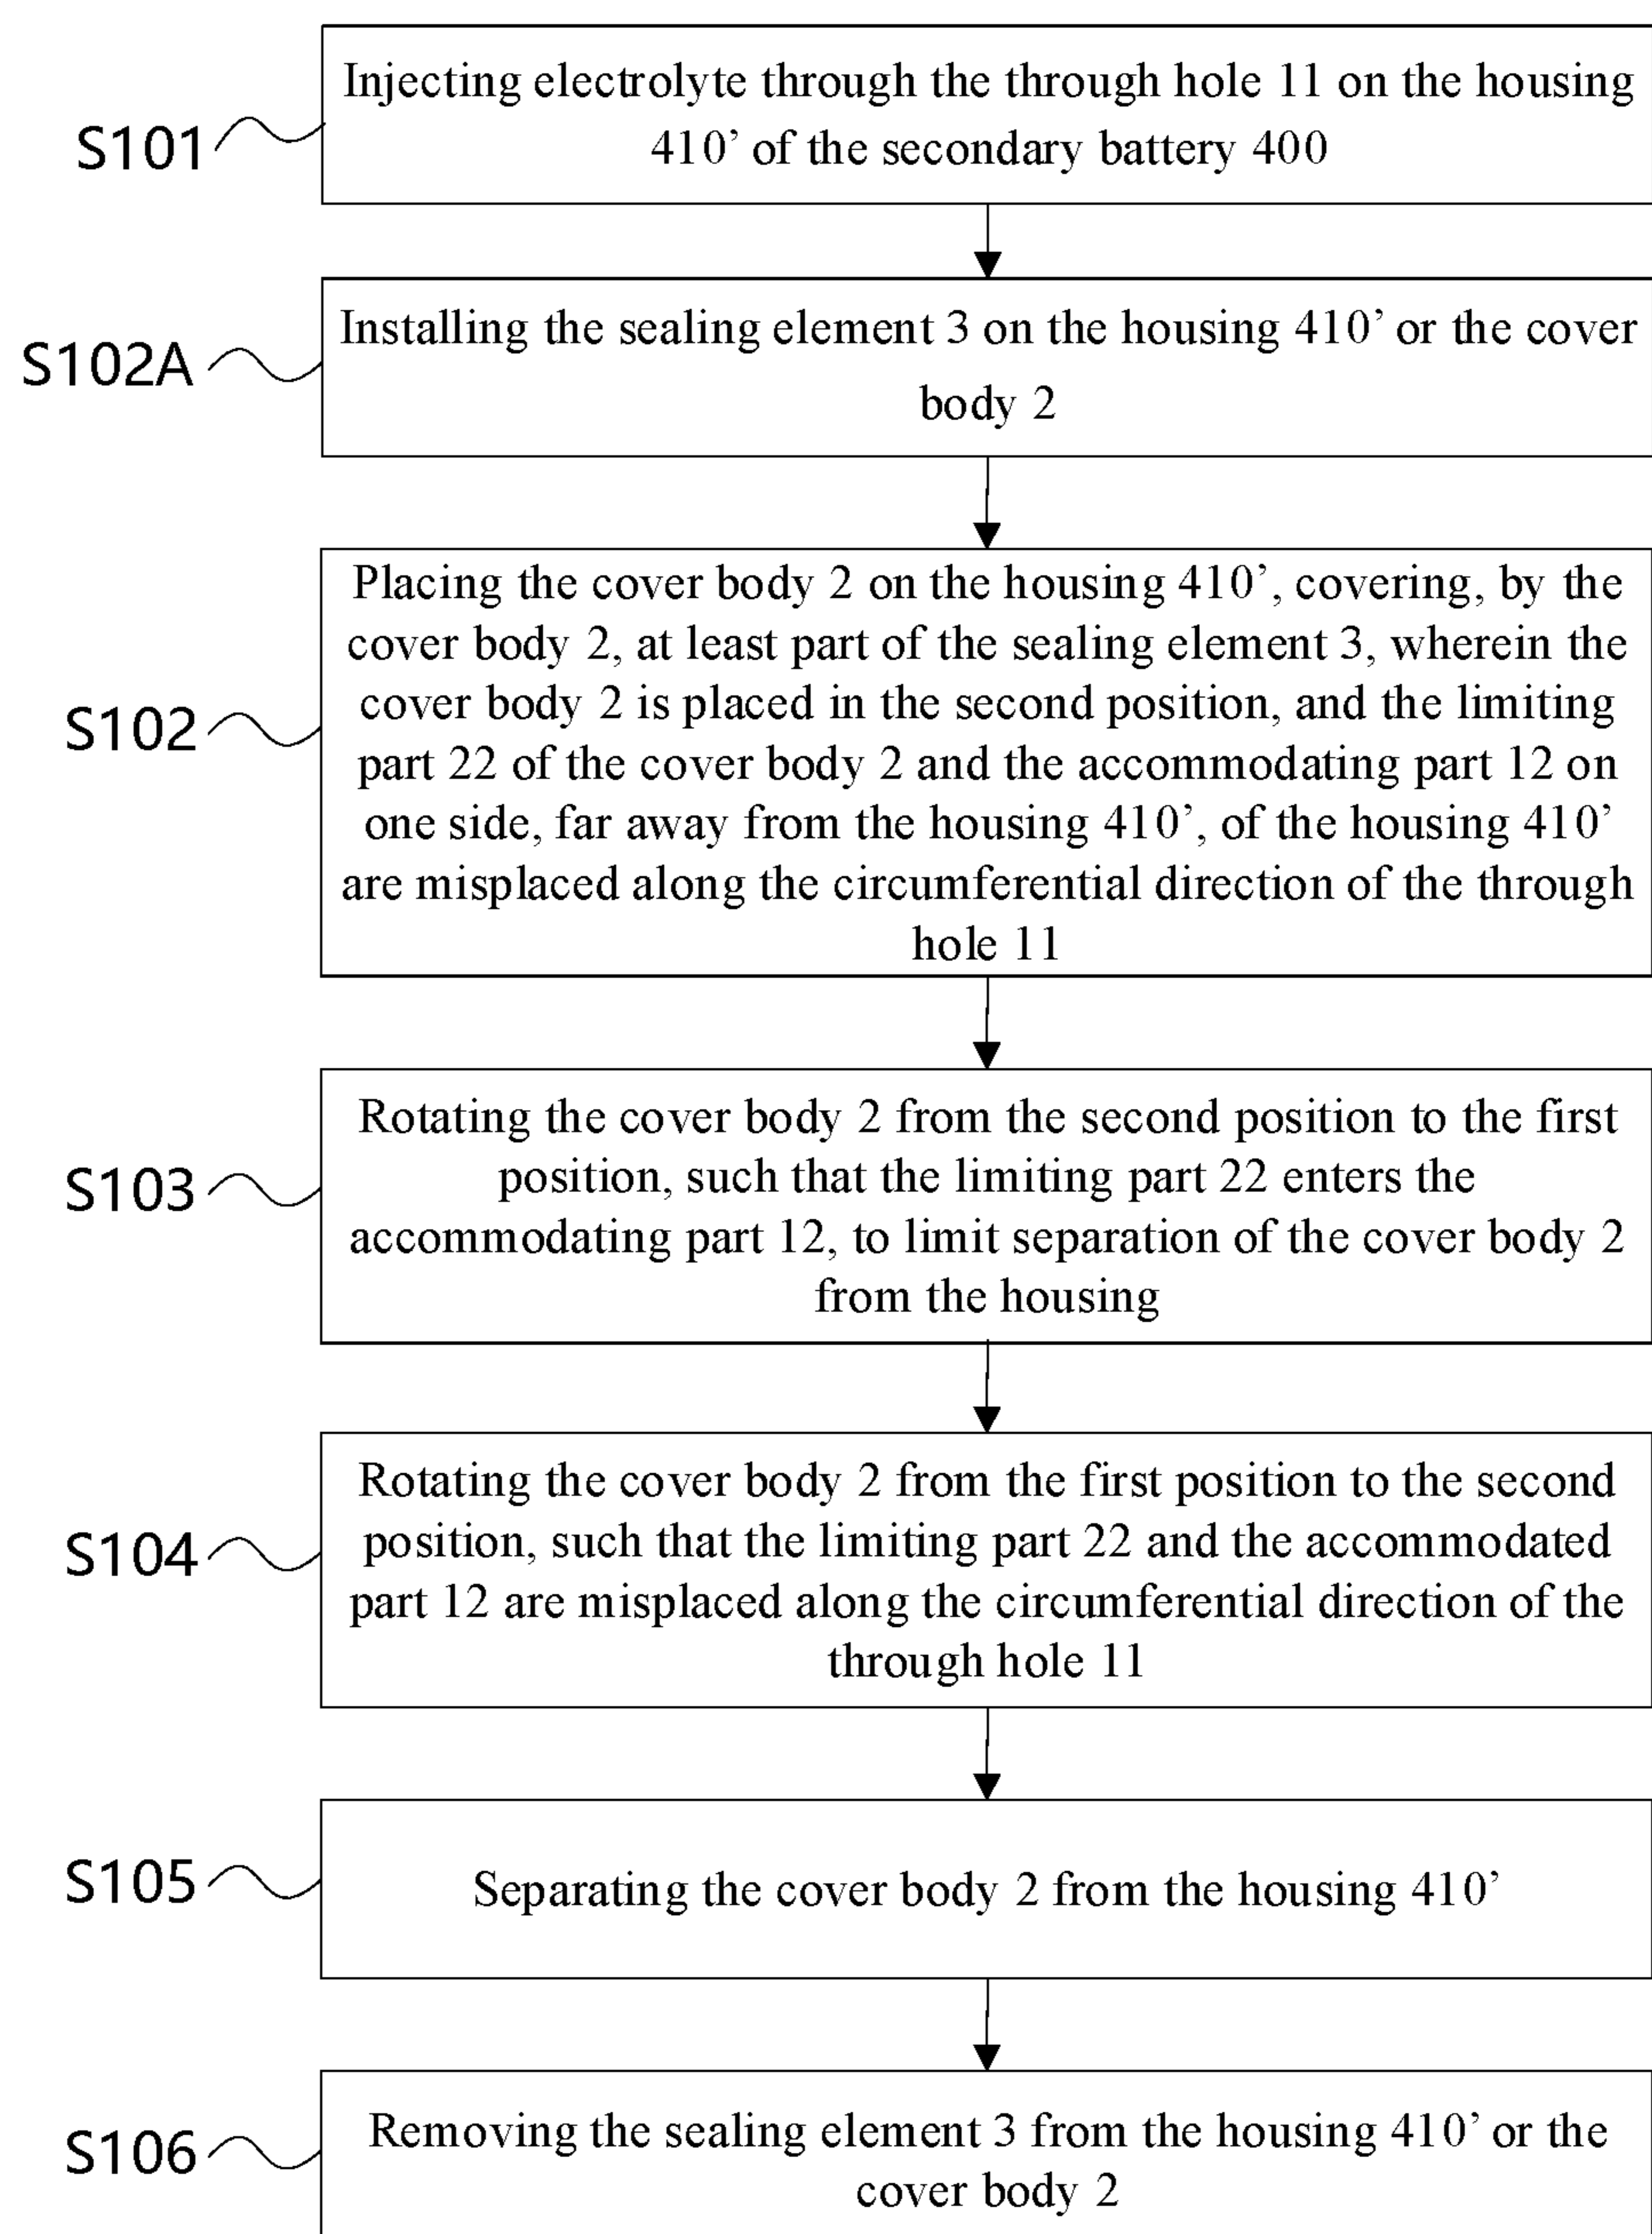 S101
Injecting electrolyte through the through hole 11 on the housing
410’ of the secondary battery 400
S102A
Installing the sealing element 3 on the housing 410’ or the cover
body 2
S102
Placing the cover body 2 on the housing 410’, covering, by the
cover body 2, at least part of the sealing element 3, wherein the
cover body 2 is placed in the second position, and the limiting
part 22 of the cover body 2 and the accommodating part 12 on
one side, far away from the housing 410’, of the housing 410’
are misplaced along the circumferential direction of the through
hole 11
S103
Rotating the cover body 2 from the second position to the first
position, such that the limiting part 22 enters the
accommodating part 12, to limit separation of the cover body 2
from the housing
S104
Rotating the cover body 2 from the first position to the second
position, such that the limiting part 22 and the accommodated
part 12 are misplaced along the circumferential direction of the
through hole 11
S105
Separating the cover body 2 from the housing 410’
S106
Removing the sealing element 3 from the housing 410’ or the
cover body 2